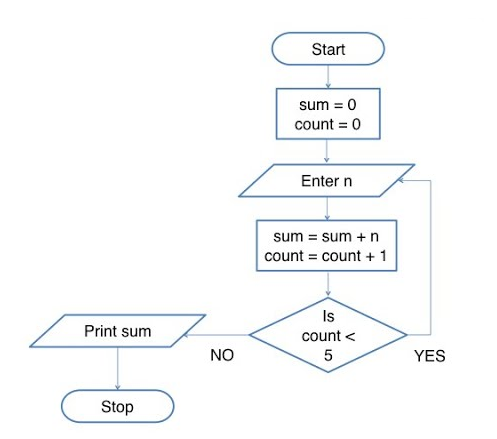 Start
sum = 0
count = 0
Enter n
sum = sum + n
count = count + 1
Is
count <
5
Print sum
NO
YES
Stop